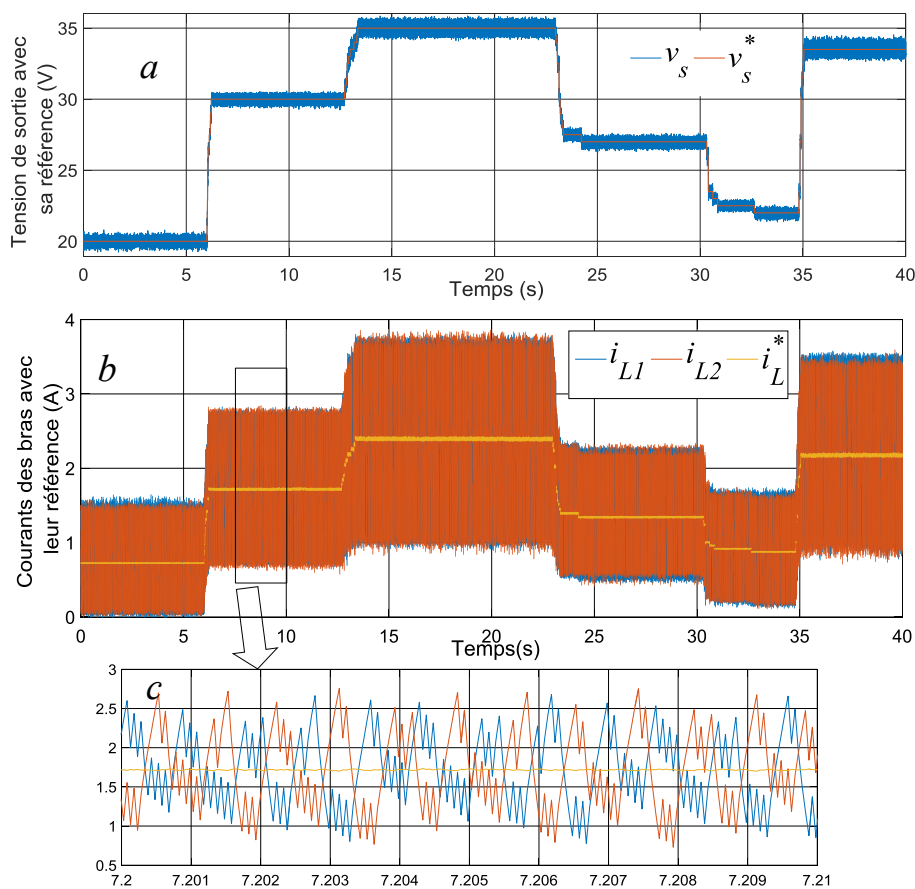 a
Tension de sortie avec
sa référence (V)
35
30
25
20
v_s v_s^*
0 5 10 15 20 25 30 35 40
Temps (s)
b
Courants des bras avec
leur référence (A)
4
3
2
1
0
i_L1 i_L2 i_L^*
0 5 10 15 20 25 30 35 40
Temps(s)
c
3
2.5
2
1.5
1
0.5
7.2 7.201 7.202 7.203 7.204 7.205 7.206 7.207 7.208 7.209 7.21